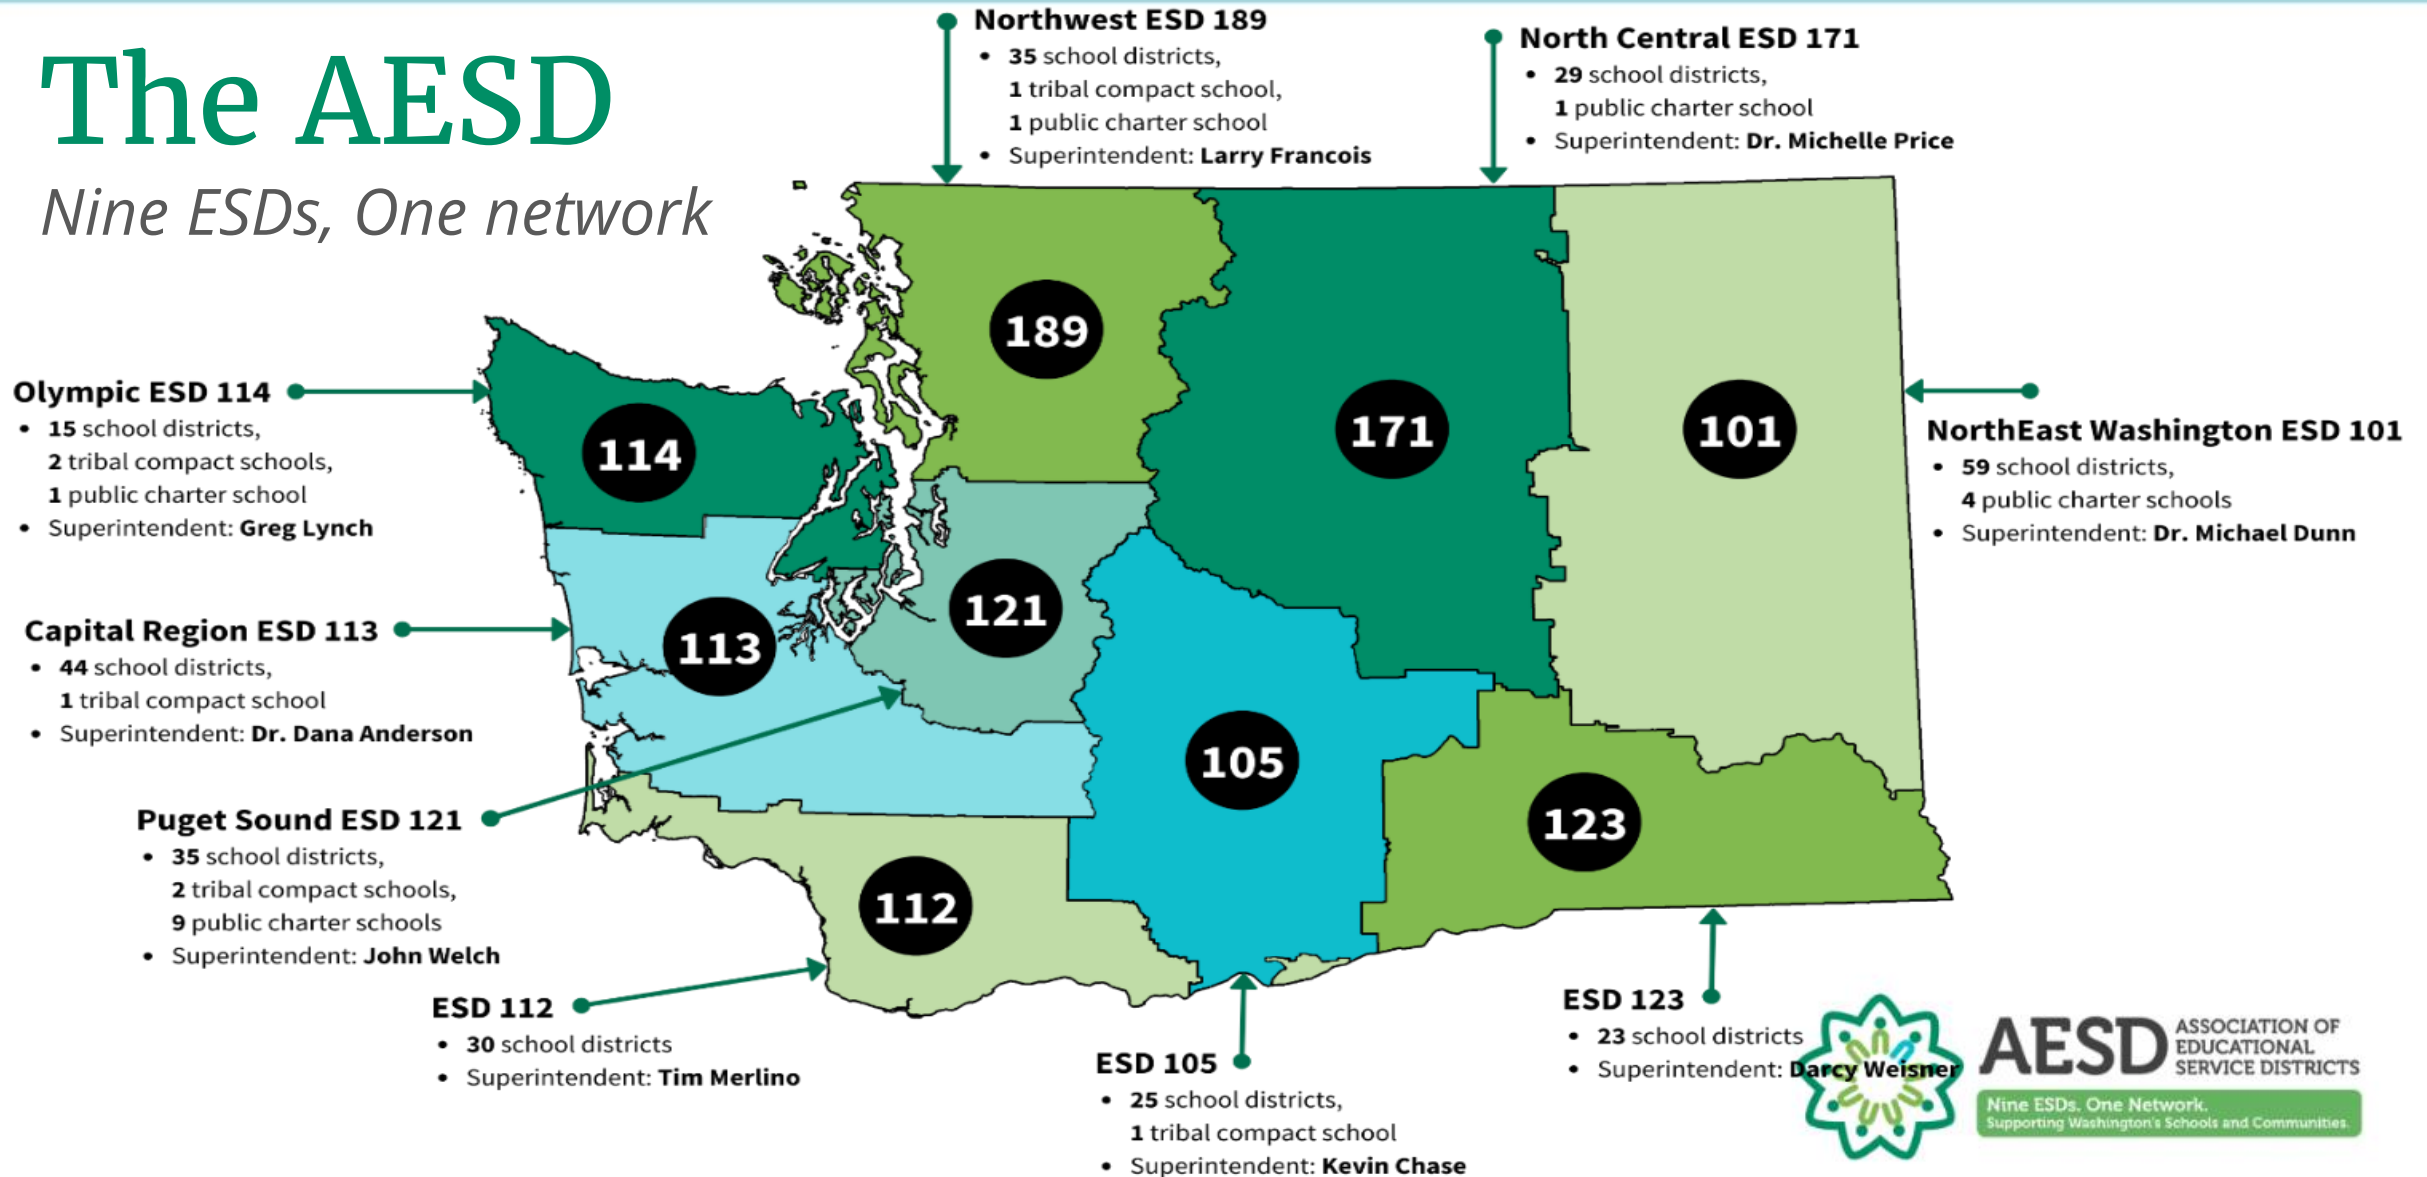 The AESD
Nine ESDs, One network
Northwest ESD 189
• 35 school districts,
1 tribal compact school,
1 public charter school
• Superintendent: Larry Francois
North Central ESD 171
• 29 school districts,
1 public charter school
• Superintendent: Dr. Michelle Price
Olympic ESD 114
• 15 school districts,
2 tribal compact schools,
1 public charter school
• Superintendent: Greg Lynch
NorthEast Washington ESD 101
• 59 school districts,
4 public charter schools
• Superintendent: Dr. Michael Dunn
Capital Region ESD 113
• 44 school districts,
1 tribal compact school
• Superintendent: Dr. Dana Anderson
Puget Sound ESD 121
• 35 school districts,
2 tribal compact schools,
9 public charter schools
• Superintendent: John Welch
ESD 112
• 30 school districts
• Superintendent: Tim Merlino
ESD 105
• 25 school districts,
1 tribal compact school
• Superintendent: Kevin Chase
ESD 123
• 23 school districts
• Superintendent: Darcy Weisner
189
171
101
114
121
113
105
123
112
AESD
ASSOCIATION OF
EDUCATIONAL
SERVICE DISTRICTS
Nine ESDs. One Network.
Supporting Washington's Schools and Communities.